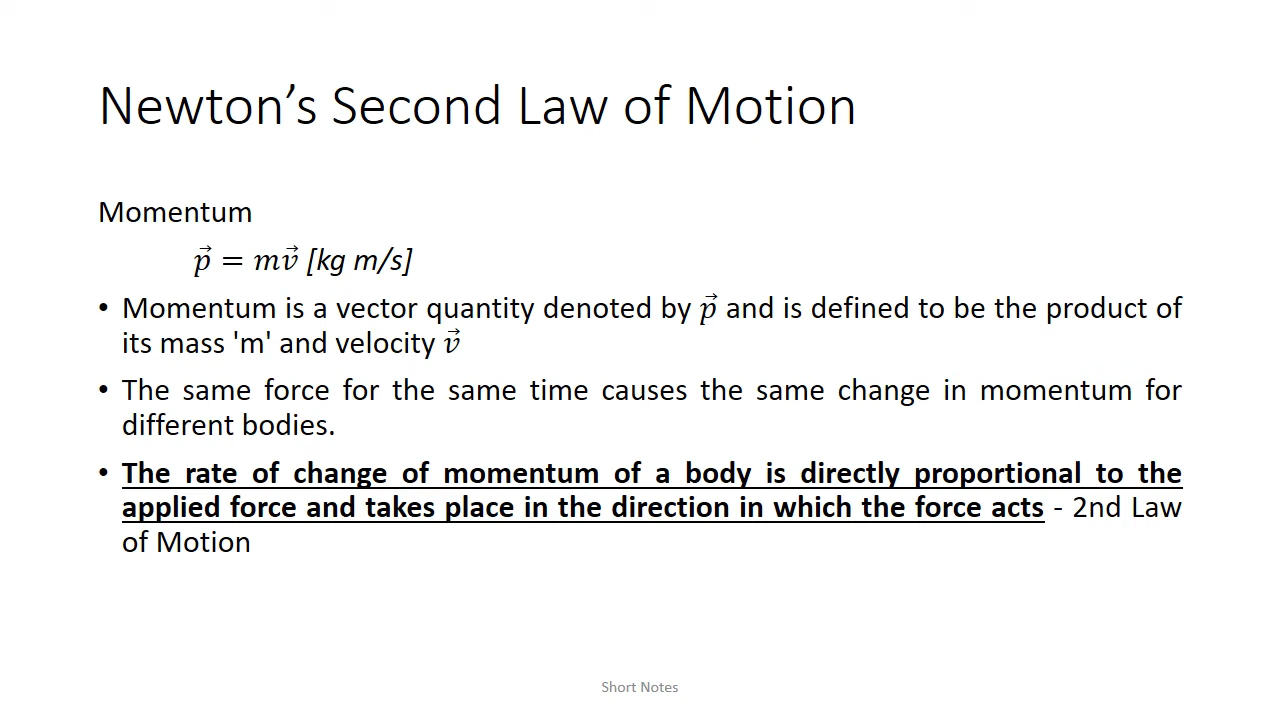 Newton’s Second Law of Motion
Momentum
𝑝⃗ = 𝑚𝑣⃗ [kg m/s]
• Momentum is a vector quantity denoted by 𝑝⃗ and is defined to be the product of
its mass 'm' and velocity 𝑣⃗
• The same force for the same time causes the same change in momentum for
different bodies.
• The rate of change of momentum of a body is directly proportional to the
applied force and takes place in the direction in which the force acts - 2nd Law
of Motion
Short Notes